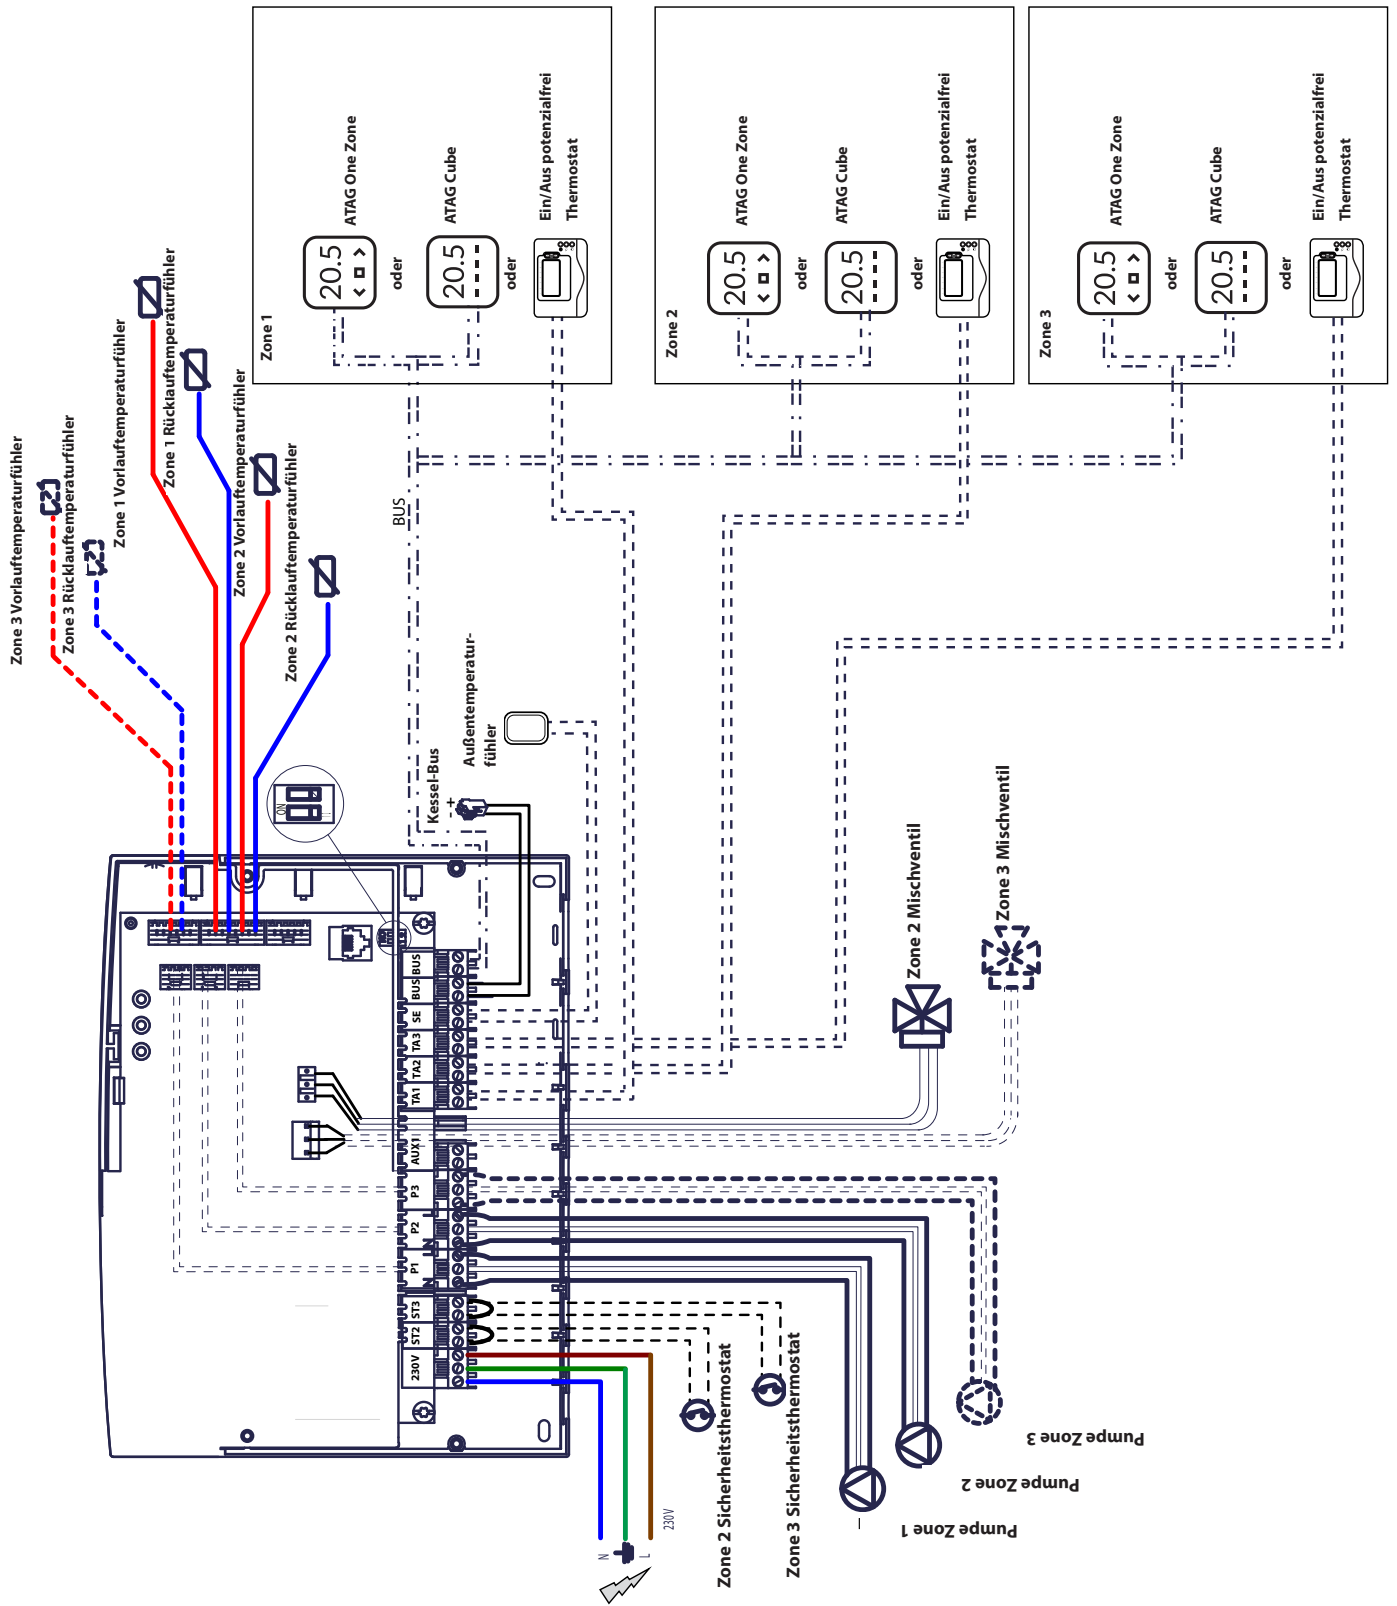 Zone 3 Vorlauftemperaturfühler
Zone 3 Rücklauftemperaturfühler
Zone 1 Vorlauftemperaturfühler
Zone 1 Rücklauftemperaturfühler
Zone 2 Vorlauftemperaturfühler
Zone 2 Rücklauftemperaturfühler
Zone 1
20.5
ATAG One Zone
oder
20.5
ATAG Cube
oder
Ein/Aus potenzialfrei
Thermostat
Zone 2
20.5
ATAG One Zone
oder
20.5
ATAG Cube
oder
Ein/Aus potenzialfrei
Thermostat
Zone 3
20.5
ATAG One Zone
oder
20.5
ATAG Cube
oder
Ein/Aus potenzialfrei
Thermostat
BUS
Kessel-Bus
- +
Außentemperatur-
fühler
ON
230V
ST2
ST3
P1
P2
P3
AUX1
TA1
TA2
TA3
SE
BUS
BUS
N
L
N
L
Zone 2 Mischventil
Zone 3 Mischventil
N
L
230V
Zone 2 Sicherheitsthermostat
Zone 3 Sicherheitsthermostat
Pumpe Zone 1
Pumpe Zone 2
Pumpe Zone 3